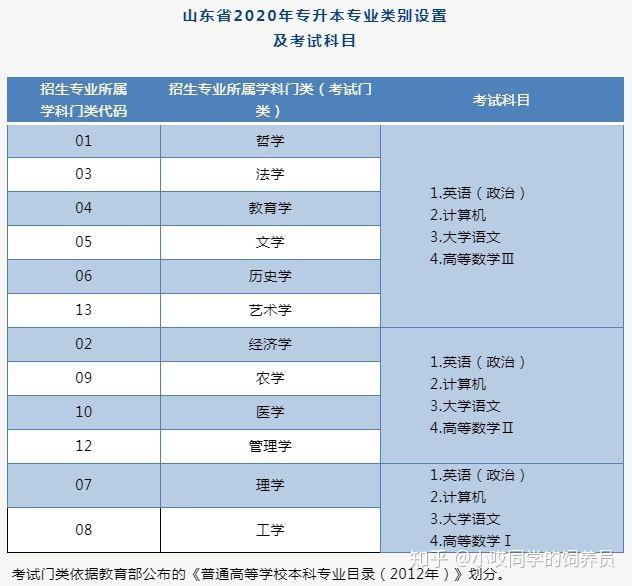 山东省2020年专升本专业类别设置
及考试科目
招生专业所属
学科门类代码
招生专业所属学科门类（考试门
类）
考试科目
01
哲学
03
法学
04
教育学
05
文学
06
历史学
13
艺术学
1.英语（政治）
2.计算机
3.大学语文
4.高等数学Ⅲ
02
经济学
09
农学
10
医学
12
管理学
1.英语（政治）
2.计算机
3.大学语文
4.高等数学Ⅱ
07
理学
08
工学
1.英语（政治）
2.计算机
3.大学语文
4.高等数学Ⅰ
知乎 @小哎同学的饲养员
考试门类依据教育部公布的《普通高等学校本科专业目录（2012年）》划分。